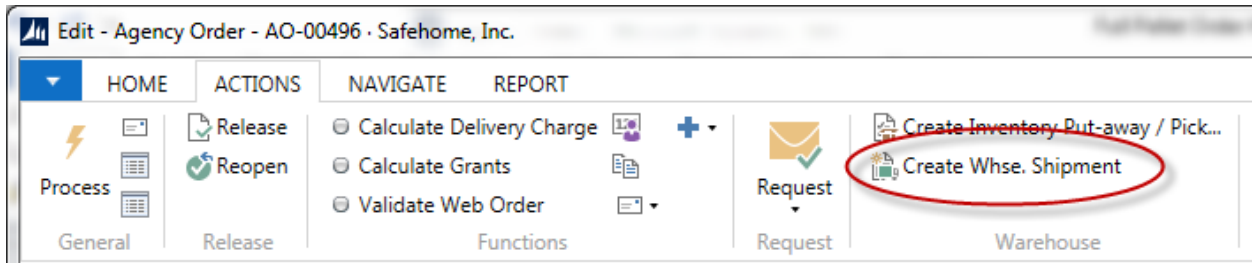 Edit - Agency Order - AO-00496 · Safehome, Inc.
HOME ACTIONS NAVIGATE REPORT
Process
General
Release
Reopen
Release
Calculate Delivery Charge
Calculate Grants
Validate Web Order
Functions
Request
Request
Create Inventory Put-away / Pick...
Create Whse. Shipment
Warehouse